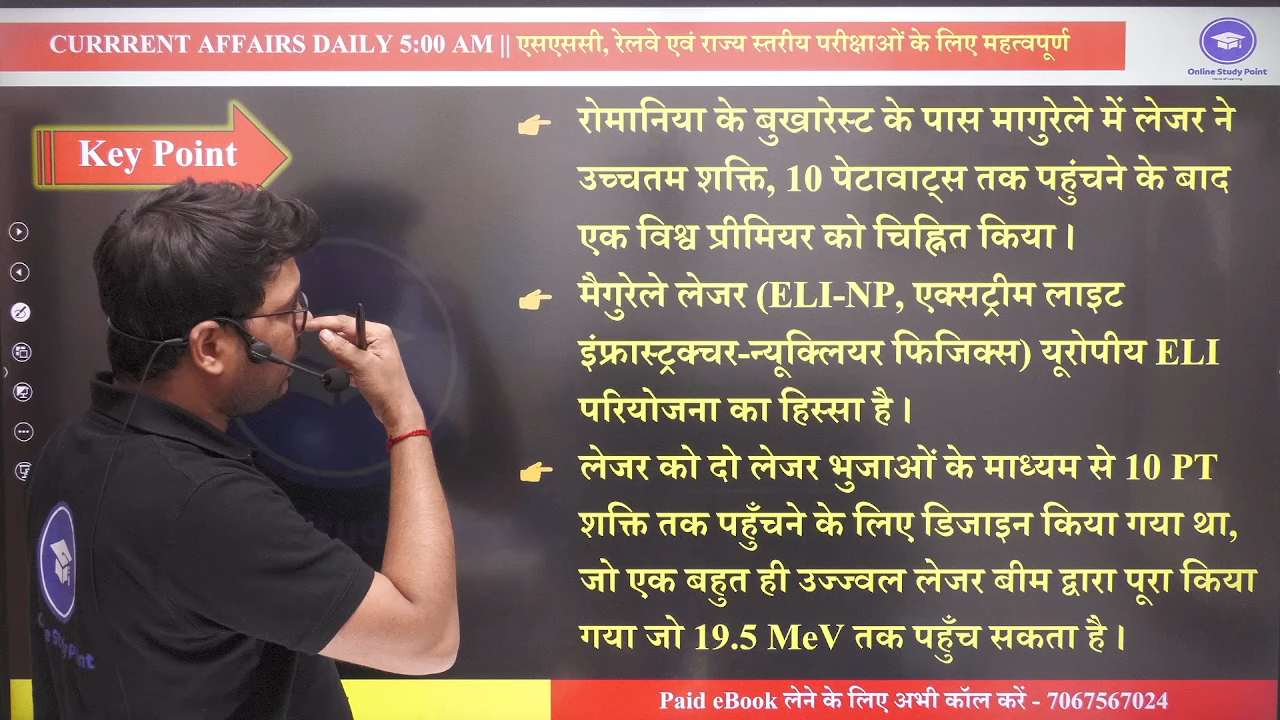 CURRRENT AFFAIRS DAILY 5:00 AM || एसएससी, रेलवे एवं राज्य स्तरीय परीक्षाओं के लिए महत्वपूर्ण
Online Study Point
Key Point
रोमानिया के बुखारेस्ट के पास मागुरेले में लेजर ने
उच्चतम शक्ति, 10 पेटावाट्स तक पहुंचने के बाद
एक विश्व प्रीमियर को चिह्नित किया।
मैगुरेले लेजर (ELI-NP, एक्सट्रीम लाइट
इंफ्रास्ट्रक्चर-न्यूक्लियर फिजिक्स) यूरोपीय ELI
परियोजना का हिस्सा है।
लेजर को दो लेजर भुजाओं के माध्यम से 10 PT
शक्ति तक पहुँचने के लिए डिजाइन किया गया था,
जो एक बहुत ही उज्ज्वल लेजर बीम द्वारा पूरा किया
गया जो 19.5 MeV तक पहुँच सकता है।
Paid eBook लेने के लिए अभी कॉल करें - 7067567024